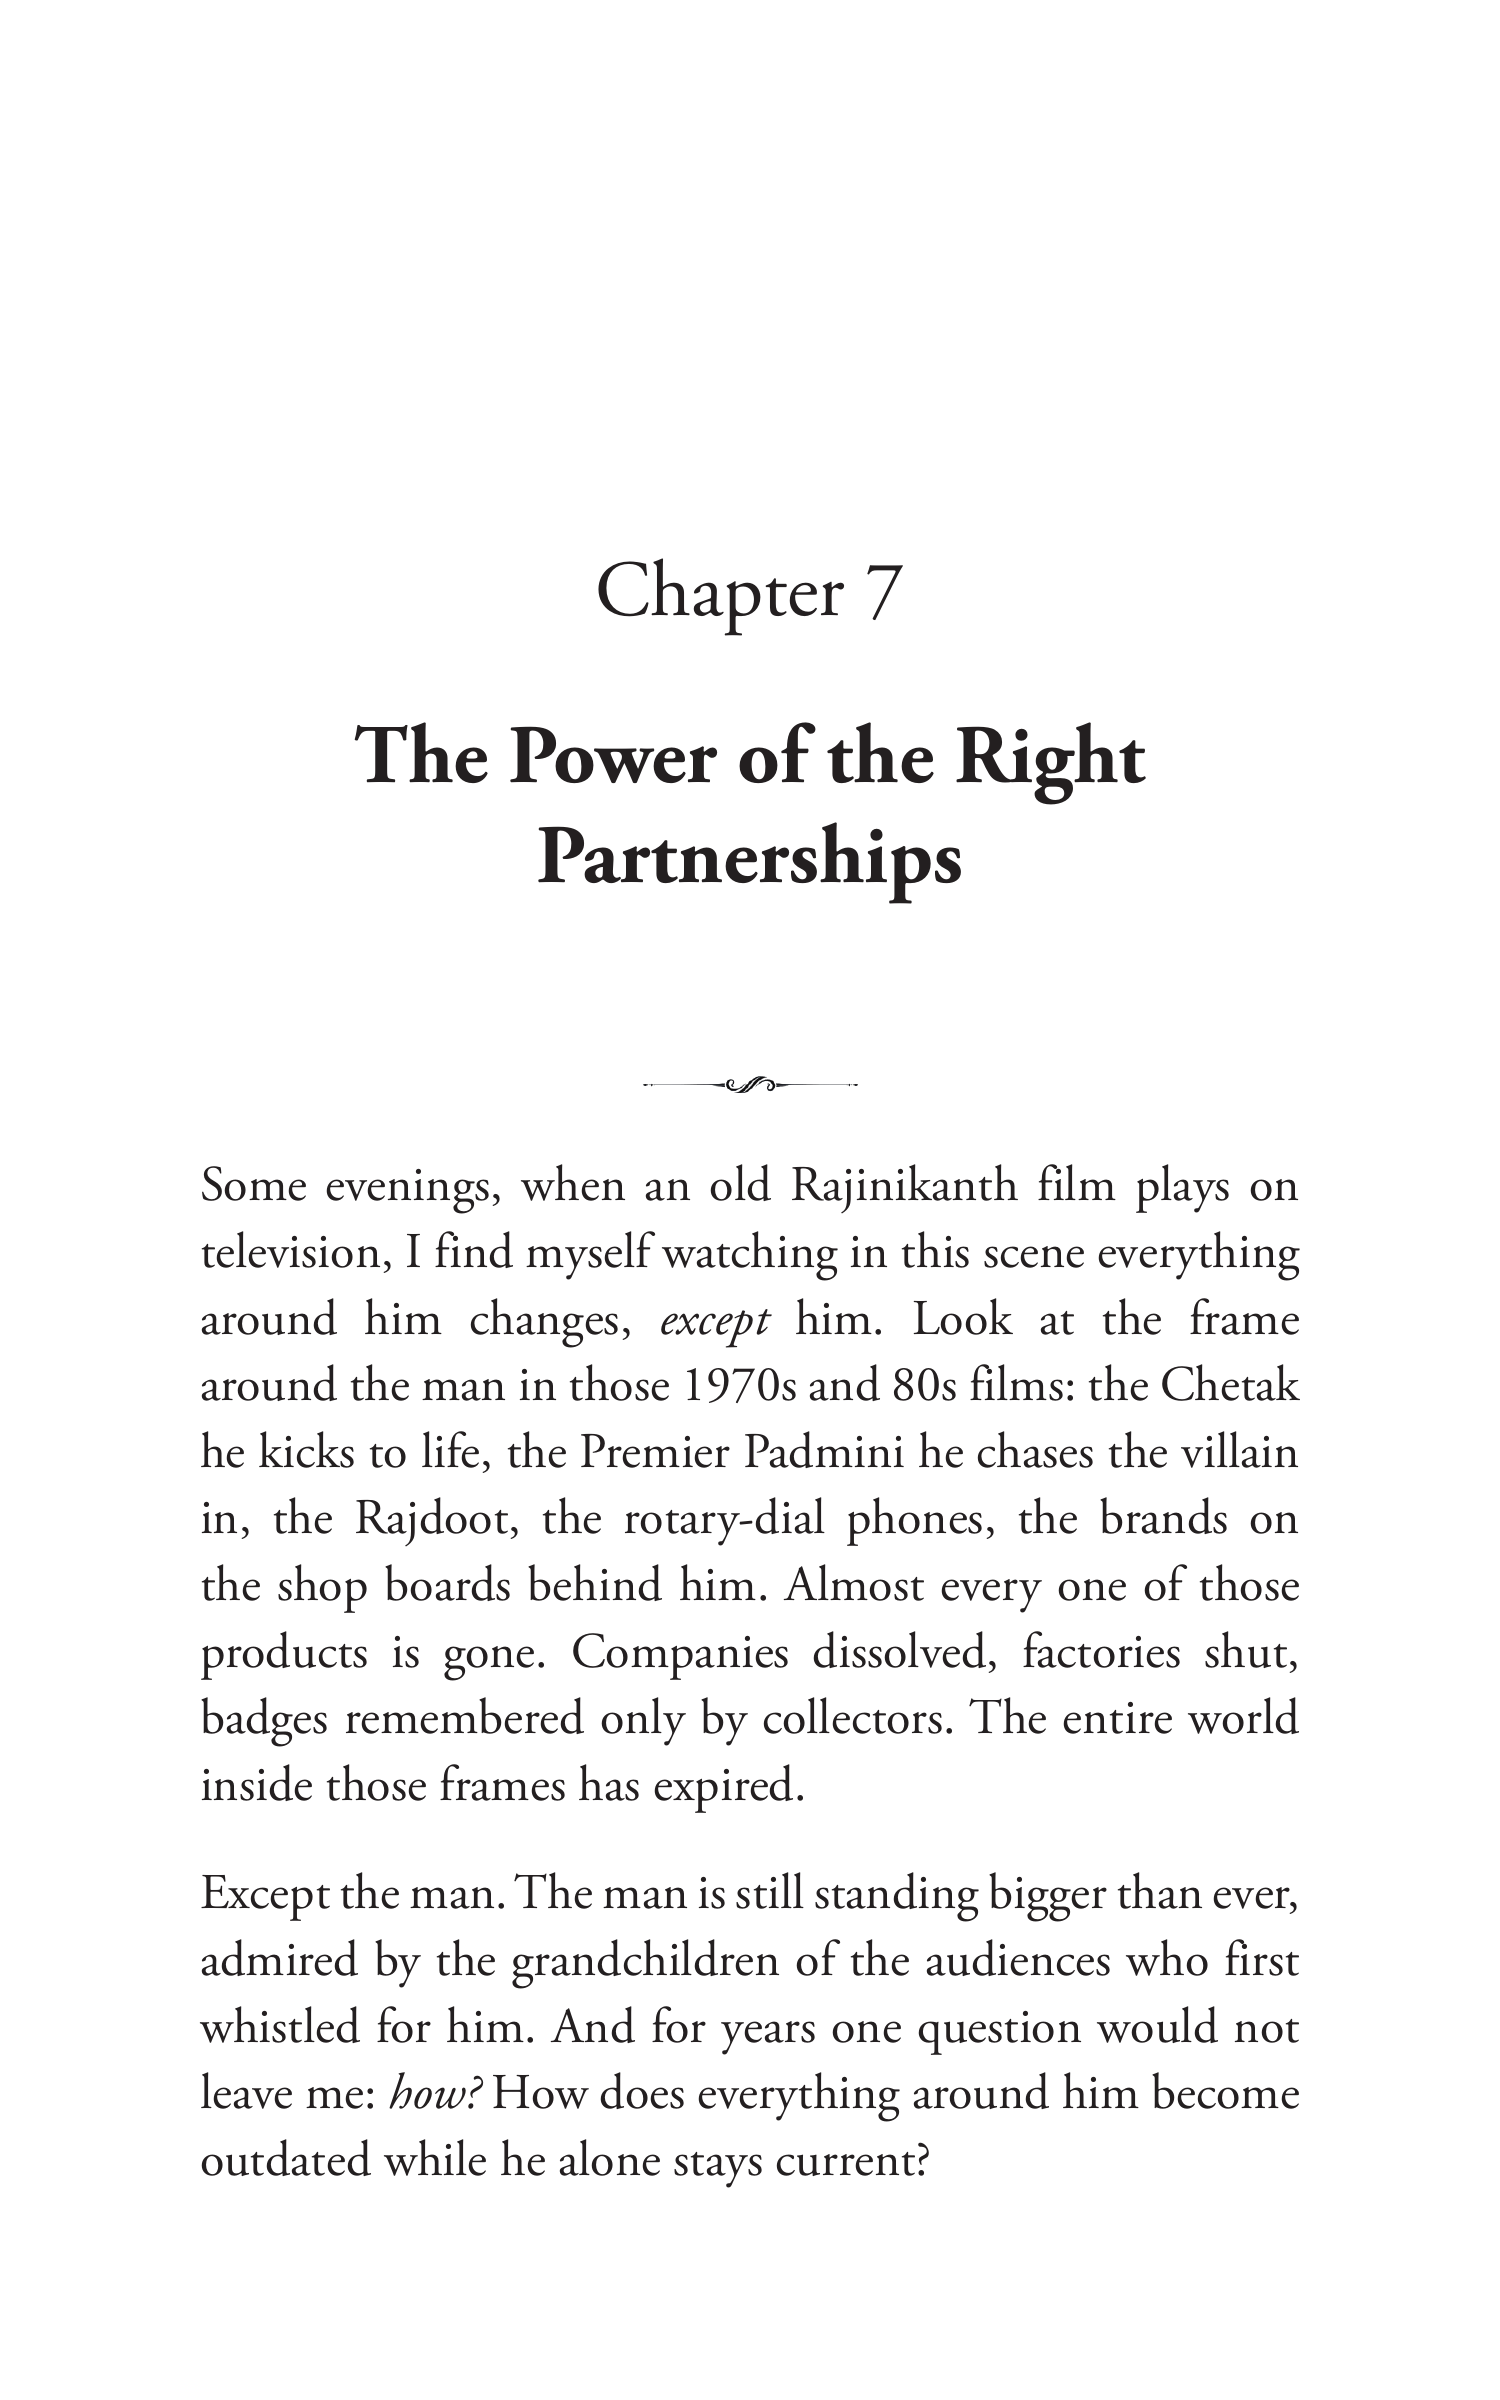 Chapter 7
The Power of the Right
Partnerships
Some evenings, when an old Rajinikanth film plays on
television, I find myself watching in this scene everything
around him changes, except him. Look at the frame
around the man in those 1970s and 80s films: the Chetak
he kicks to life, the Premier Padmini he chases the villain
in, the Rajdoot, the rotary-dial phones, the brands on
the shop boards behind him. Almost every one of those
products is gone. Companies dissolved, factories shut,
badges remembered only by collectors. The entire world
inside those frames has expired.
Except the man. The man is still standing bigger than ever,
admired by the grandchildren of the audiences who first
whistled for him. And for years one question would not
leave me: how? How does everything around him become
outdated while he alone stays current?